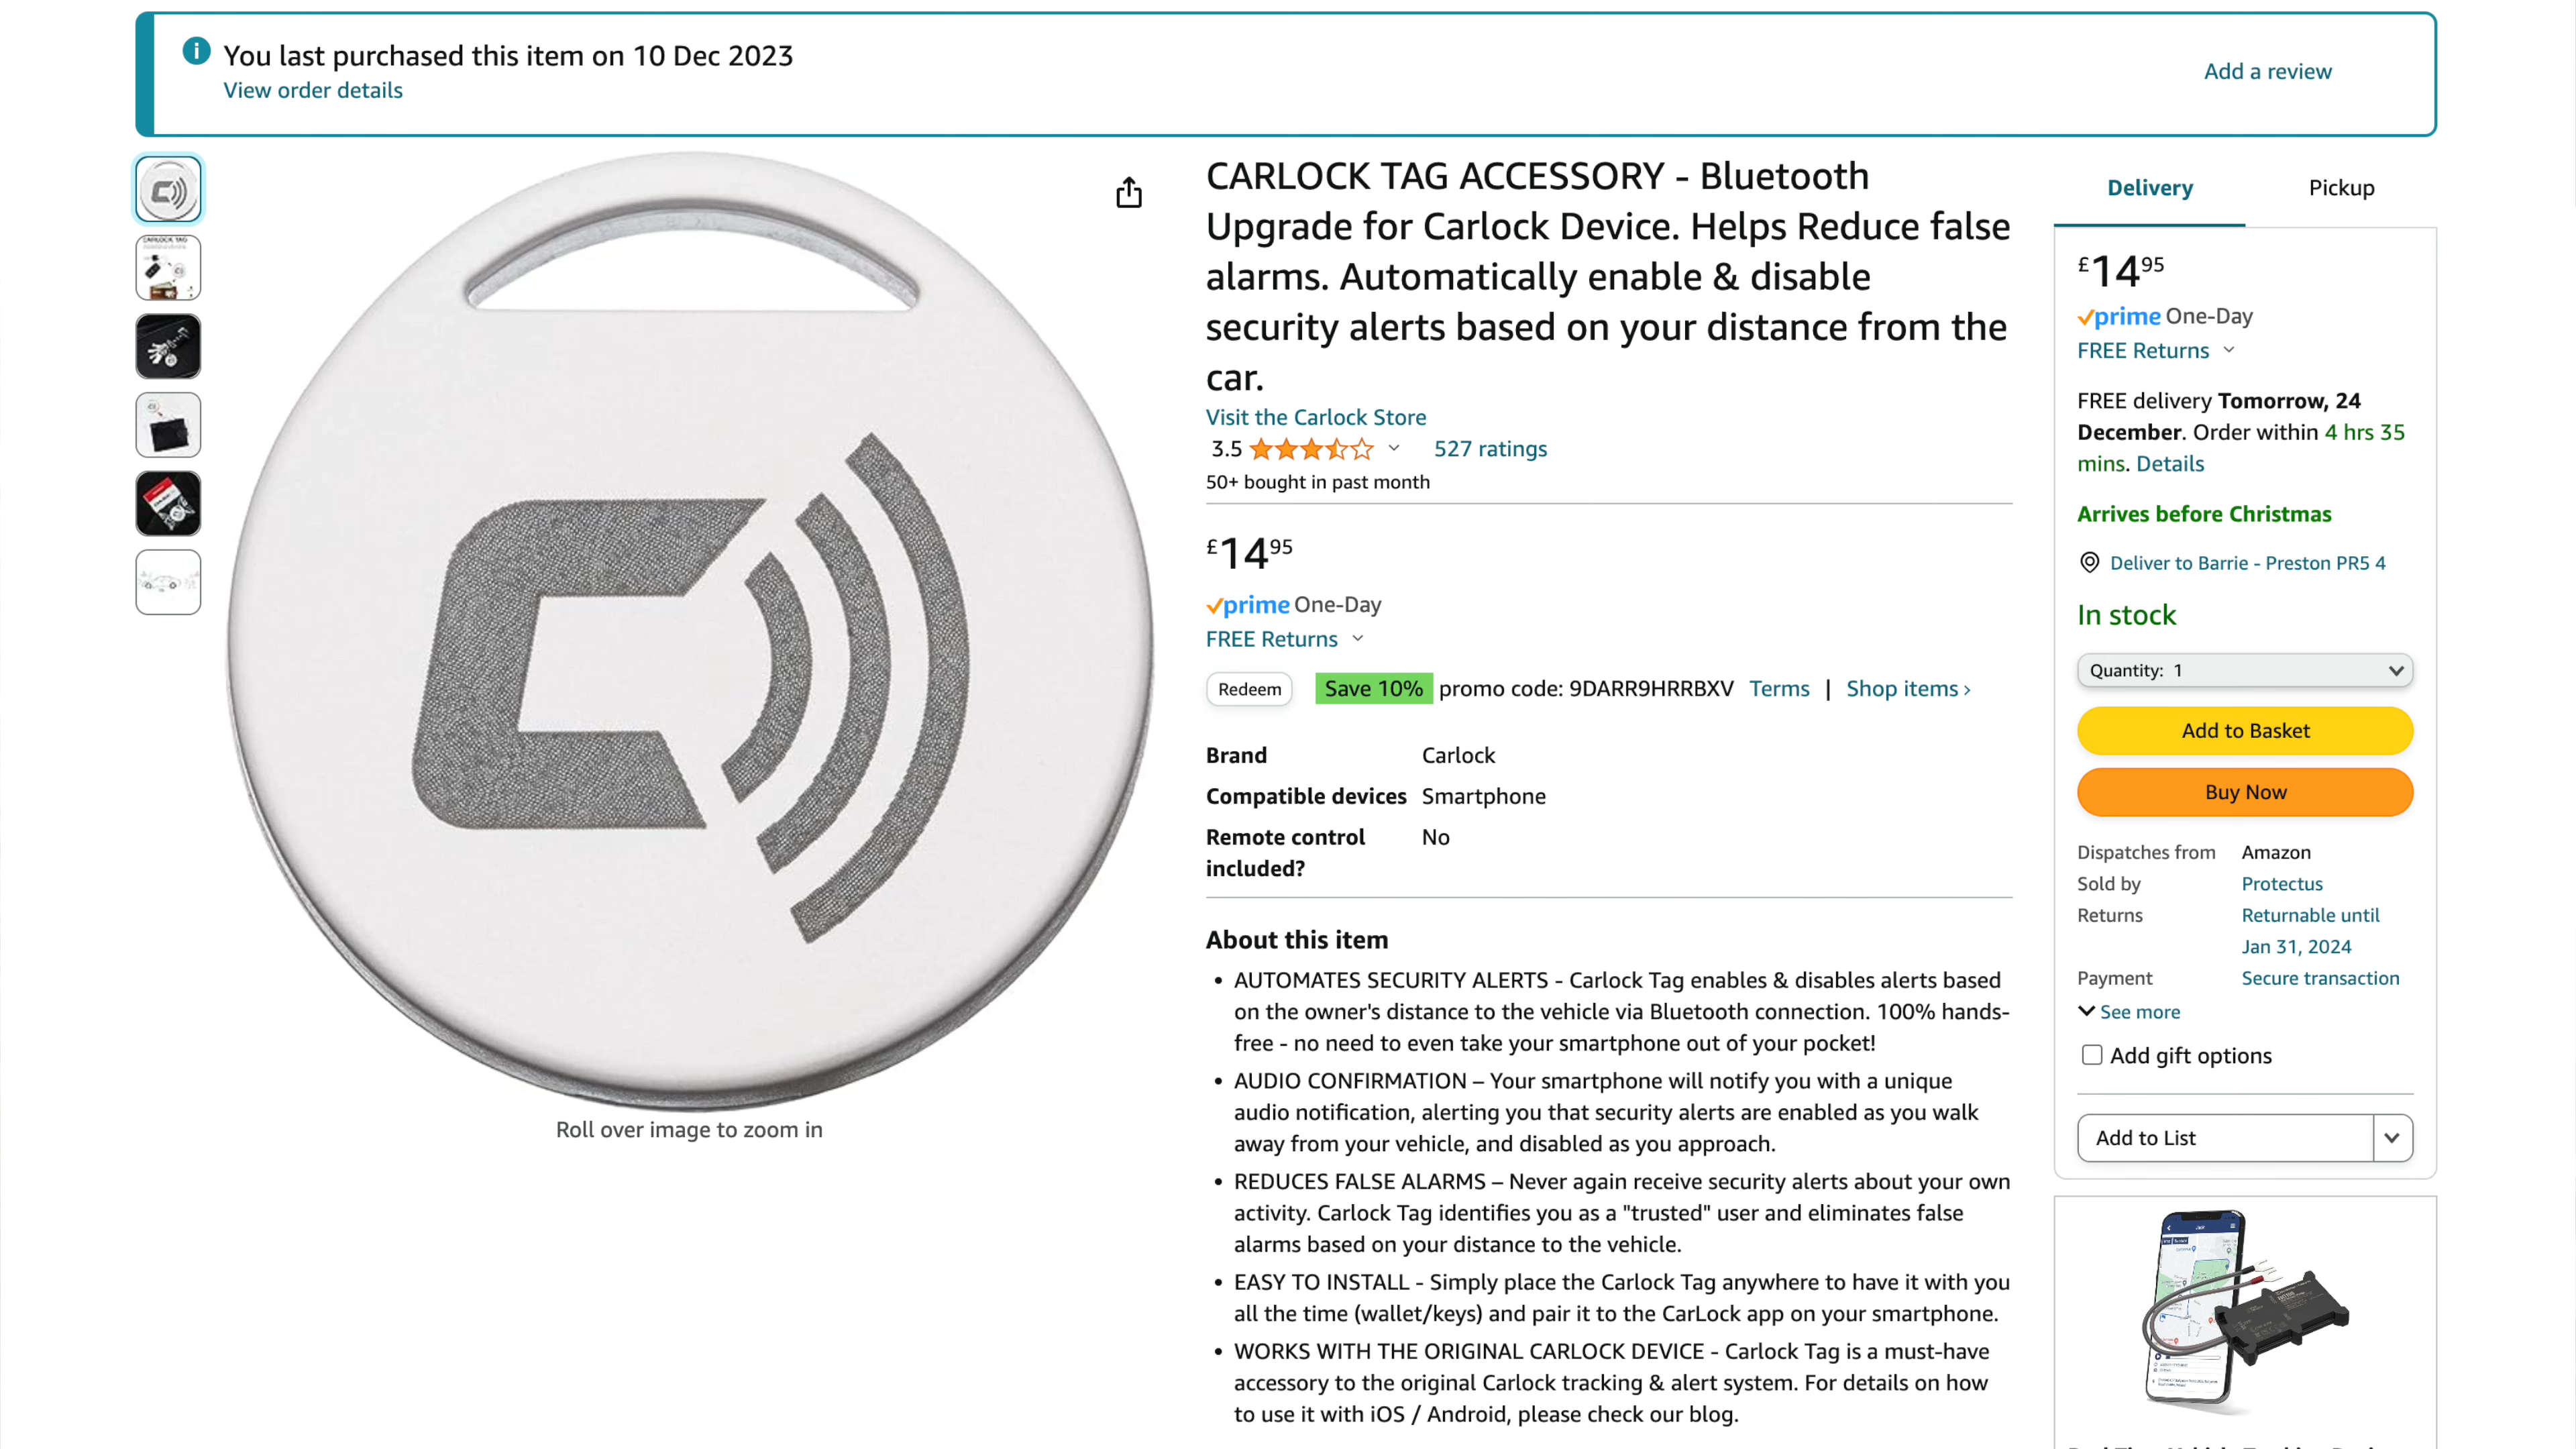 You last purchased this item on 10 Dec 2023
View order details
Add a review
CARLOCK TAG
CARLOCK TAG ACCESSORY - Bluetooth
Upgrade for Carlock Device. Helps Reduce false
alarms. Automatically enable & disable
security alerts based on your distance from the
car.
Visit the Carlock Store
3.5 527 ratings
50+ bought in past month
£14 95
prime One-Day
FREE Returns
Redeem Save 10% promo code: 9DARR9HRRBXV Terms | Shop items ›
Brand Carlock
Compatible devices Smartphone
Remote control No
included?
About this item
• AUTOMATES SECURITY ALERTS - Carlock Tag enables & disables alerts based
on the owner's distance to the vehicle via Bluetooth connection. 100% hands-
free - no need to even take your smartphone out of your pocket!
• AUDIO CONFIRMATION – Your smartphone will notify you with a unique
audio notification, alerting you that security alerts are enabled as you walk
away from your vehicle, and disabled as you approach.
• REDUCES FALSE ALARMS – Never again receive security alerts about your own
activity. Carlock Tag identifies you as a "trusted" user and eliminates false
alarms based on your distance to the vehicle.
• EASY TO INSTALL - Simply place the Carlock Tag anywhere to have it with you
all the time (wallet/keys) and pair it to the CarLock app on your smartphone.
• WORKS WITH THE ORIGINAL CARLOCK DEVICE - Carlock Tag is a must-have
accessory to the original Carlock tracking & alert system. For details on how
to use it with iOS / Android, please check our blog.
Roll over image to zoom in
Delivery Pickup
£14 95
prime One-Day
FREE Returns
FREE delivery Tomorrow, 24
December. Order within 4 hrs 35
mins. Details
Arrives before Christmas
Deliver to Barrie - Preston PR5 4
In stock
Quantity: 1
Add to Basket
Buy Now
Dispatches from Amazon
Sold by Protectus
Returns Returnable until
Jan 31, 2024
Payment Secure transaction
See more
Add gift options
Add to List